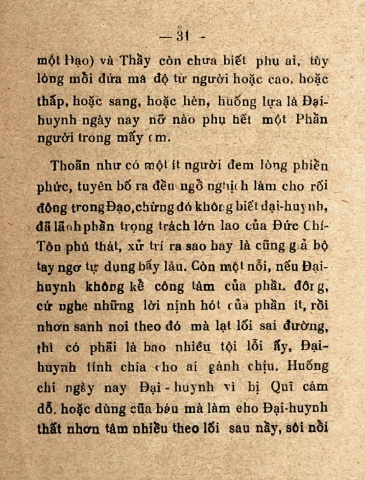 — 31 -
một Đạo) và Thầy còn chưa biết phụ ai, tùy
lòng mỗi đứa mà độ từ người hoặc cao, hoặc
thấp, hoặc sang, hoặc hèn, huống lựa là Đại-
huynh ngày nay nỡ nào phụ hết một Phần
người trong mấy em.
Thoãn như có một ít người đem lòng phiền
phức, tuyên bố ra đều ngỗ nghịch làm cho rối
đông trong Đạo, chừng đó không biết đại-huynh,
đã lãnh phần trọng trách lớn lao của Đức Chí-
Tôn phú thát, xử trí ra sao hay là cũng giả bộ
tay ngơ tự dụng bấy lâu. Còn một nỗi, nếu Đại-
huynh không kể công tâm của phần đông,
cứ nghe những lời nịnh hót của phần ít, rồi
nhơn sanh noi theo đó mà lạt lối sai đường,
thì có phãi là bao nhiêu tội lỗi ấy, Đại-
huynh tính chia cho ai gánh chịu. Huống
chi ngày nay Đại - huynh vì bị Quĩ cám
dỗ, hoặc dùng cũa báu mà làm cho Đại-huynh
thất nhơn tâm nhiều theo lối sau nầy, sôi nỗi